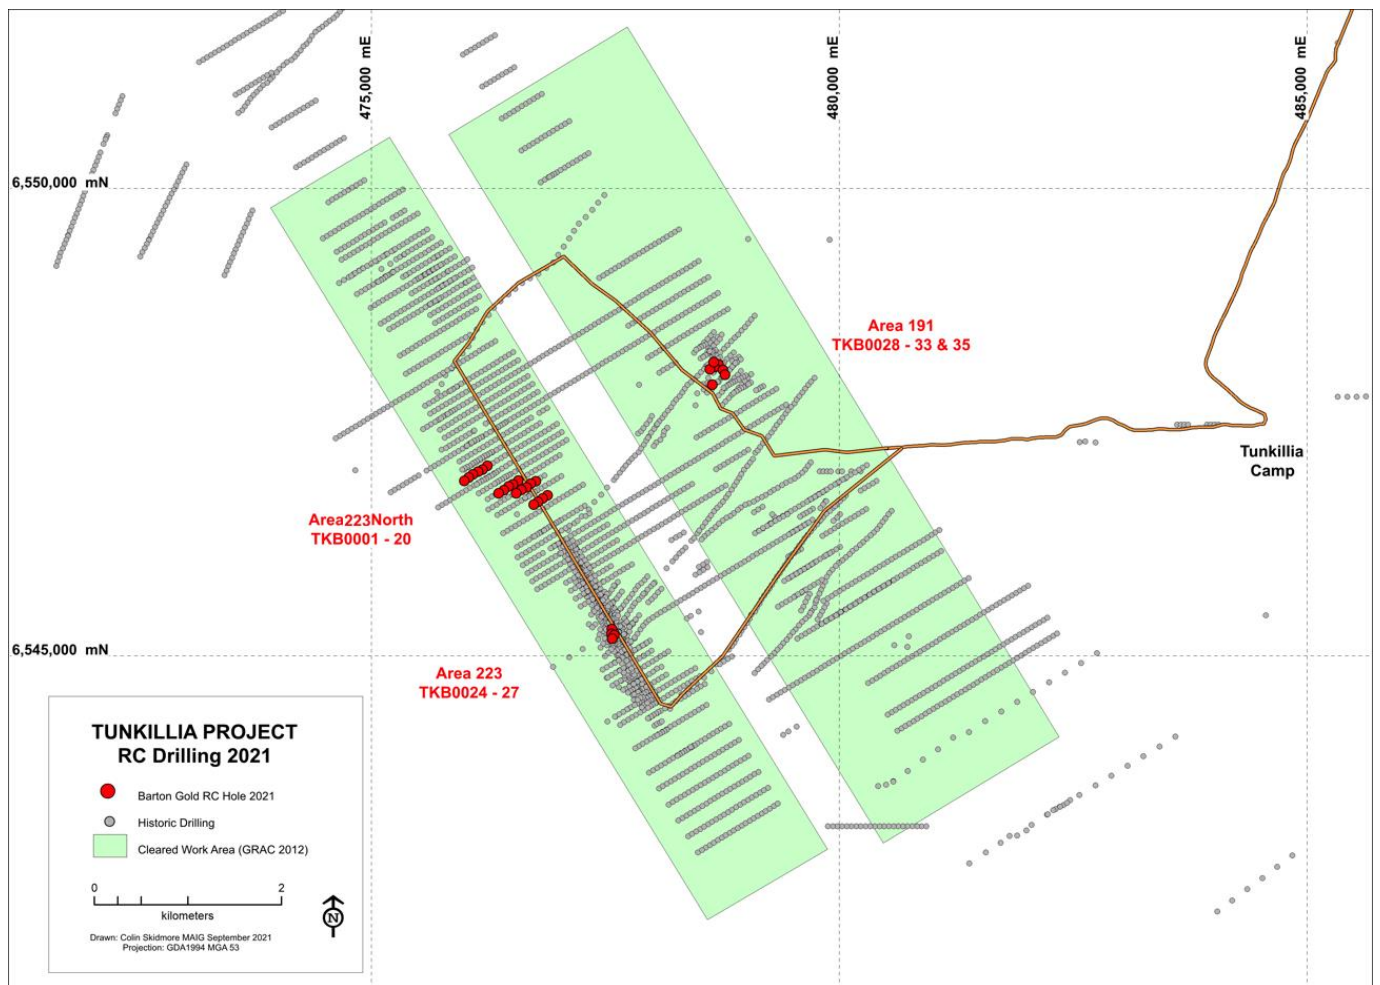 475,000 mE
480,000 mE
485,000 mE
6,550,000 mN
Area 191
TKB0028 - 33 & 35
Tunkillia
Camp
Area223North
TKB0001 - 20
6,545,000 mN
Area 223
TKB0024 - 27
TUNKILLIA PROJECT
RC Drilling 2021
Barton Gold RC Hole 2021
Historic Drilling
Cleared Work Area (GRAC 2012)
0 2
kilometers
N
Drawn: Colin Skidmore MAIG September 2021
Projection: GDA1994 MGA 53